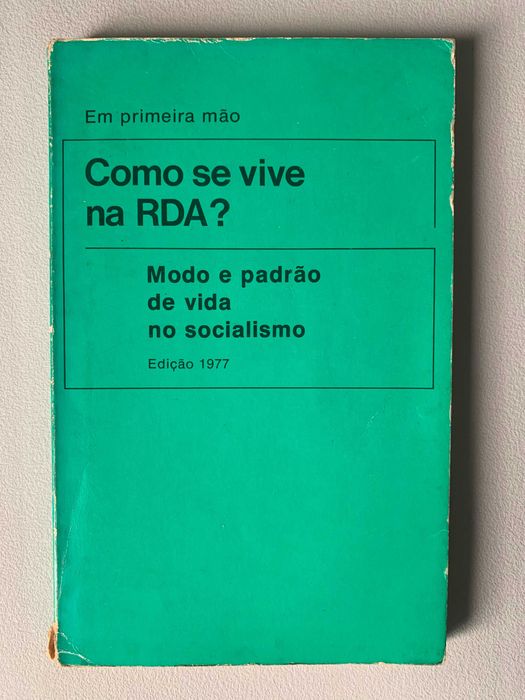 Em primeira mão
Como se vive
na RDA?
Modo e padrão
de vida
no socialismo
Edição 1977